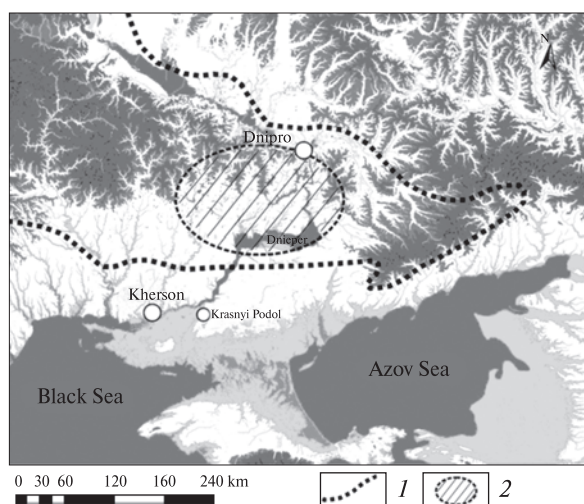 N
Dnipro
Dnieper
Kherson
Krasnyi Podol
Azov Sea
Black Sea
0 30 60 120 160 240 km
1 2